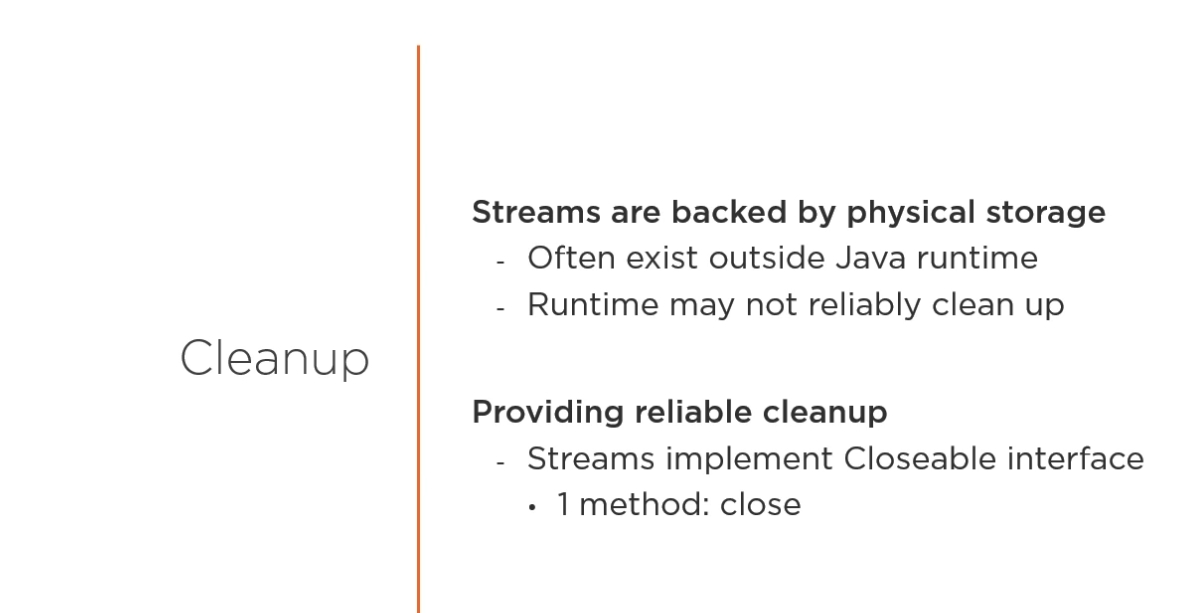 Cleanup
Streams are backed by physical storage
- Often exist outside Java runtime
- Runtime may not reliably clean up
Providing reliable cleanup
- Streams implement Closeable interface
• 1 method: close